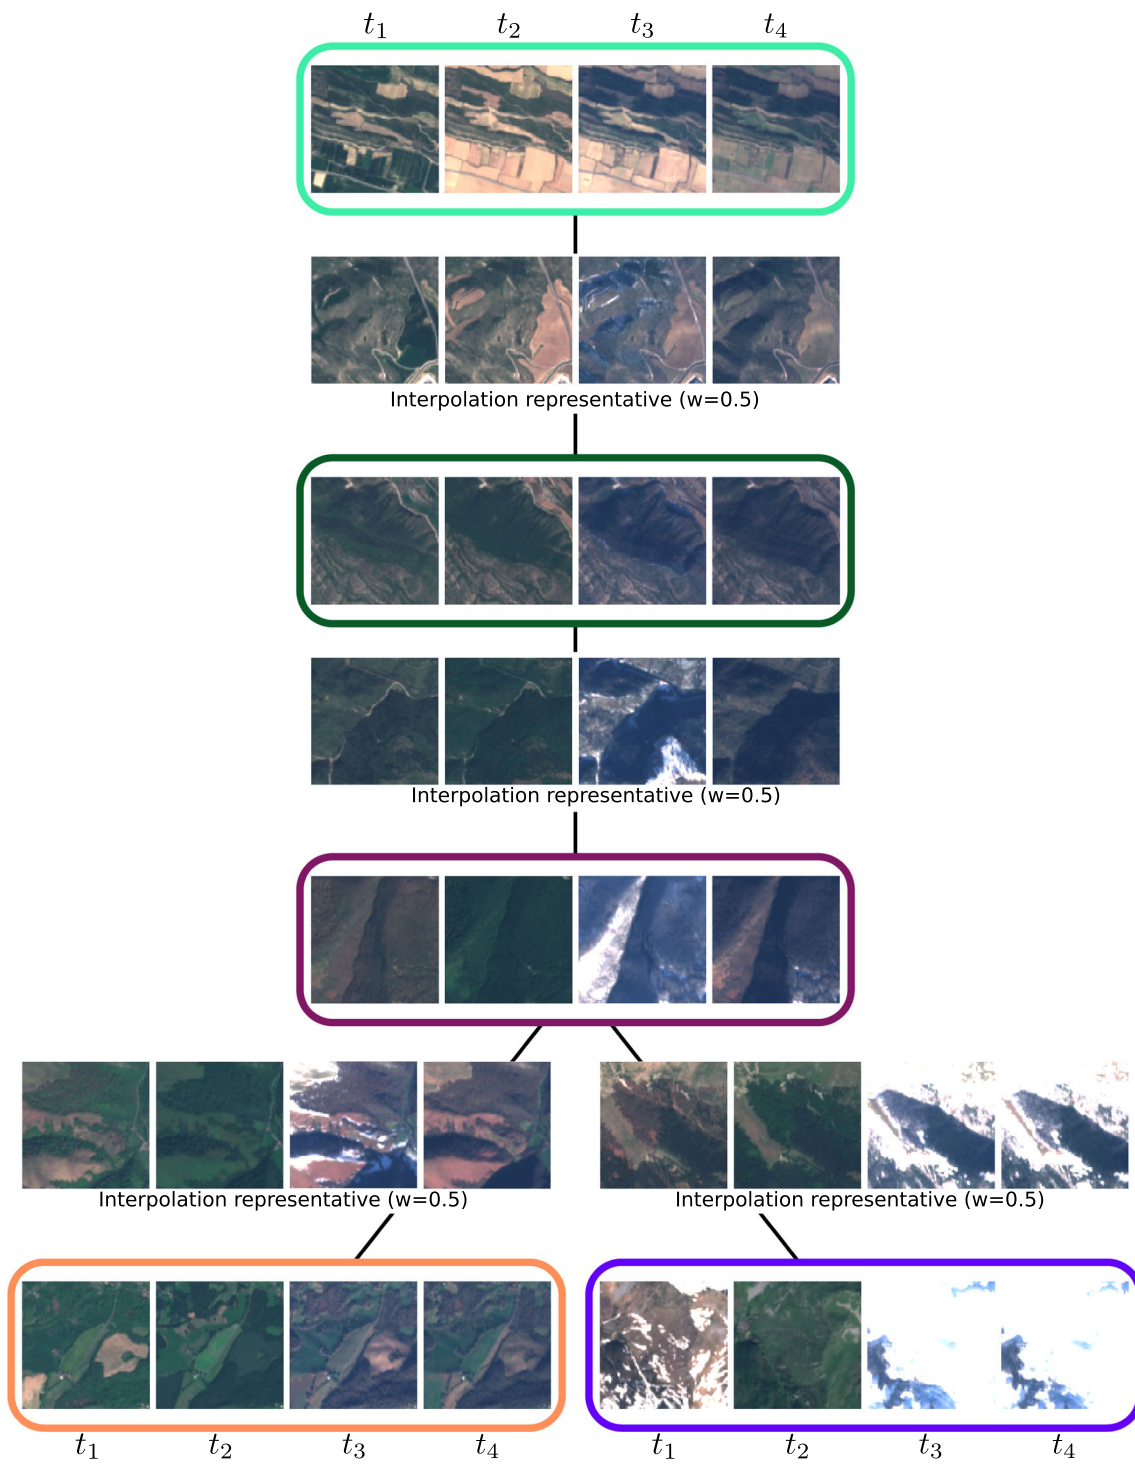 t1 t2 t3 t4
Interpolation representative (w=0.5)
Interpolation representative (w=0.5)
Interpolation representative (w=0.5) Interpolation representative (w=0.5)
t1 t2 t3 t4 t1 t2 t3 t4